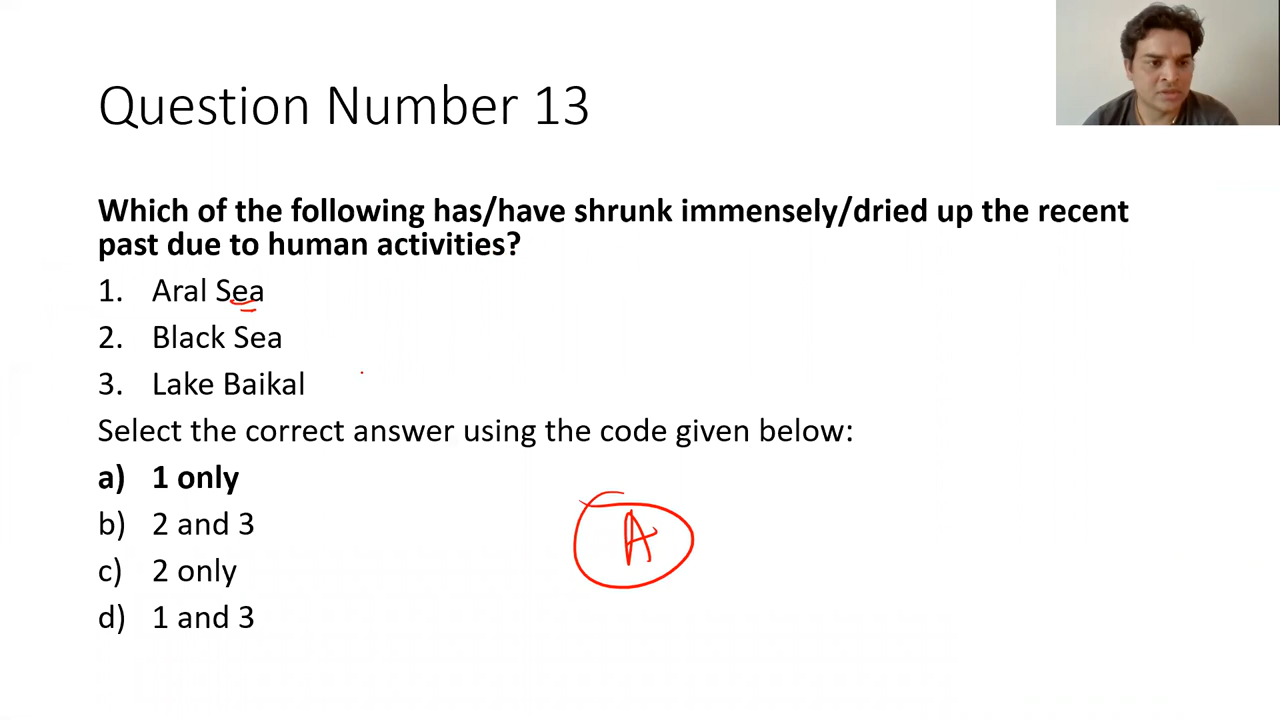 Question Number 13
Which of the following has/have shrunk immensely/dried up the recent
past due to human activities?
1. Aral Sea
2. Black Sea
3. Lake Baikal
Select the correct answer using the code given below:
a) 1 only
b) 2 and 3
A
c) 2 only
d) 1 and 3